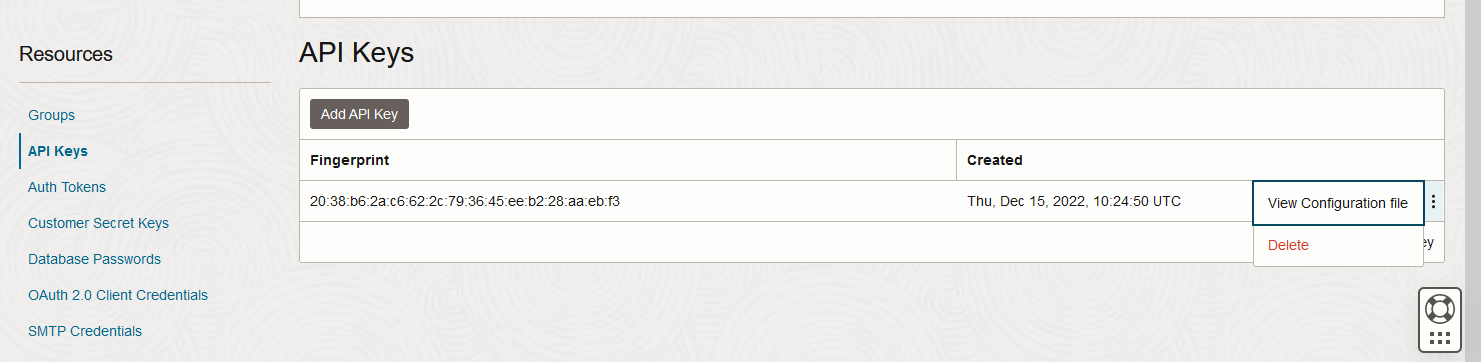 Resources
Groups
API Keys
Auth Tokens
Customer Secret Keys
Database Passwords
OAuth 2.0 Client Credentials
SMTP Credentials
API Keys
Add API Key
Fingerprint Created
20:38:b6:2a:c6:62:2c:79:36:45:ee:b2:28:aa:eb:f3 Thu, Dec 15, 2022, 10:24:50 UTC
View Configuration file
Delete
ey